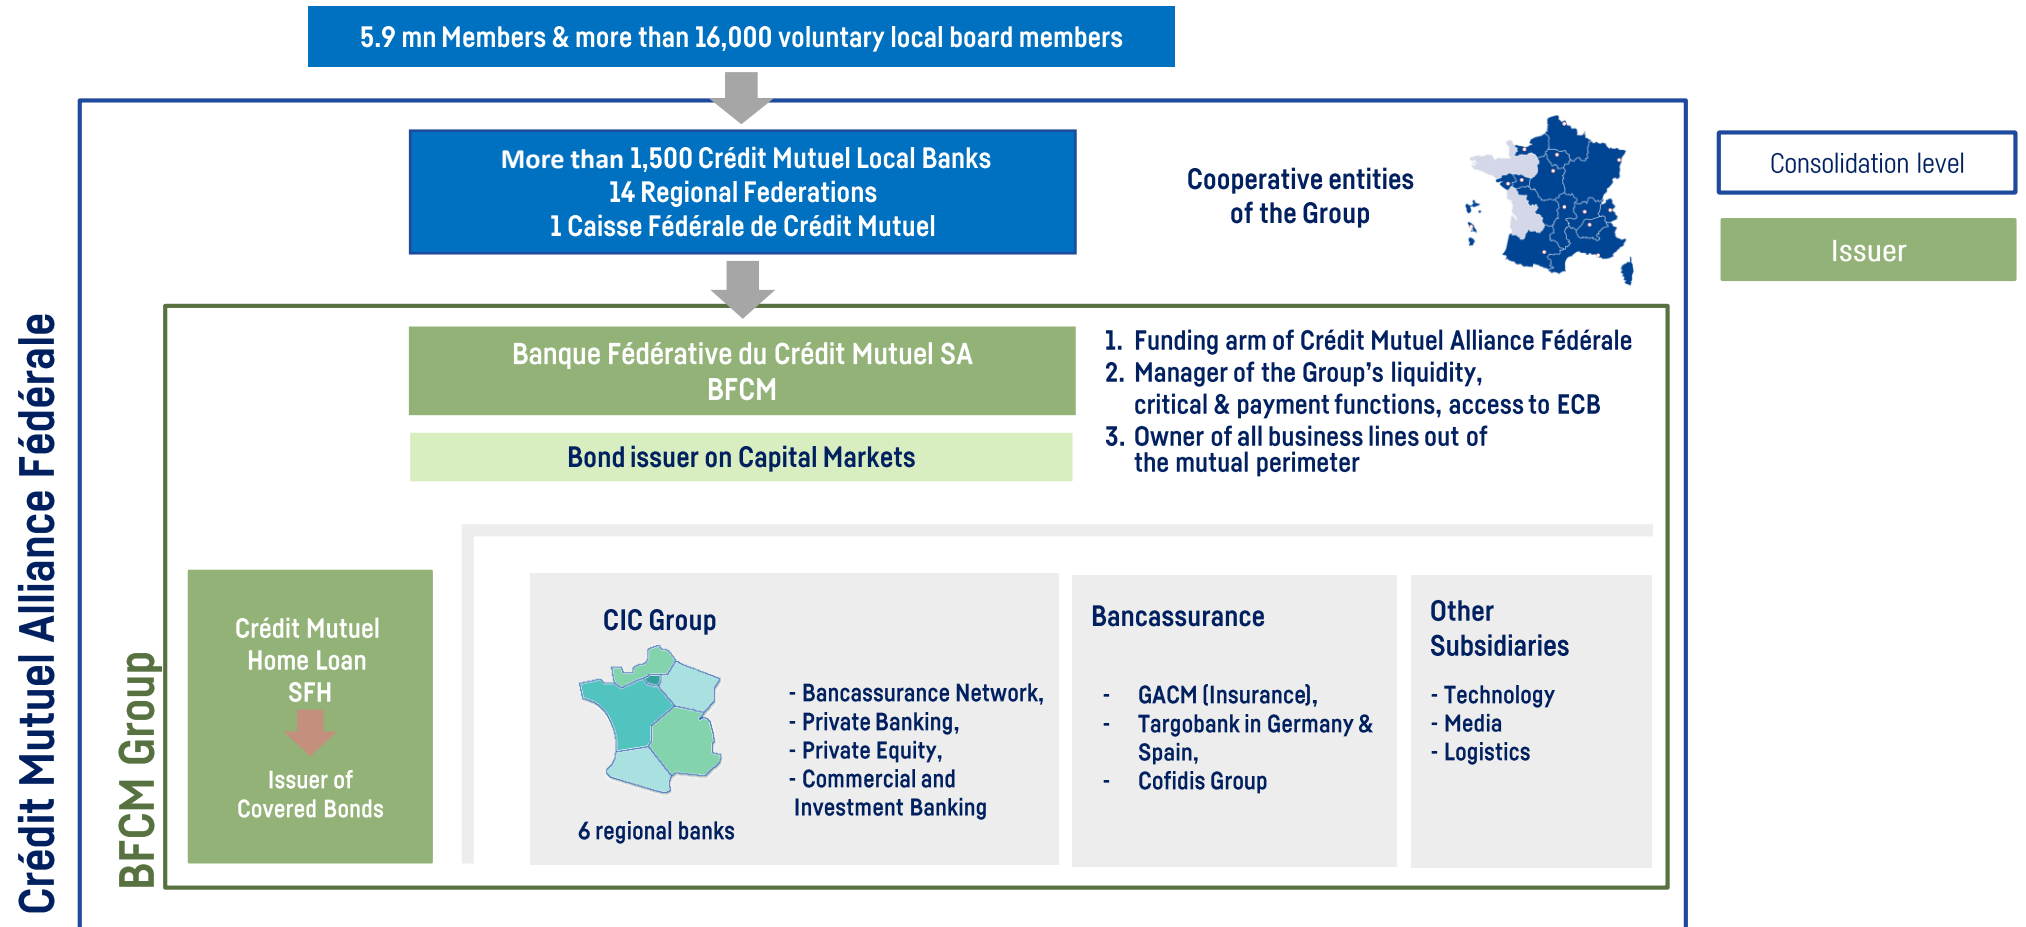 5.9 mn Members & more than 16,000 voluntary local board members
More than 1,500 Crédit Mutuel Local Banks
14 Regional Federations
1 Caisse Fédérale de Crédit Mutuel
Cooperative entities
of the Group
Consolidation level
Issuer
Crédit Mutuel Alliance Fédérale
BFCM Group
Banque Fédérative du Crédit Mutuel SA
BFCM
Bond issuer on Capital Markets
1. Funding arm of Crédit Mutuel Alliance Fédérale
2. Manager of the Group's liquidity,
critical & payment functions, access to ECB
3. Owner of all business lines out of
the mutual perimeter
Crédit Mutuel
Home Loan
SFH
Issuer of
Covered Bonds
CIC Group
6 regional banks
- Bancassurance Network,
- Private Banking,
- Private Equity,
- Commercial and
Investment Banking
Bancassurance
- GACM (Insurance),
- Targobank in Germany &
Spain,
- Cofidis Group
Other
Subsidiaries
- Technology
- Media
- Logistics